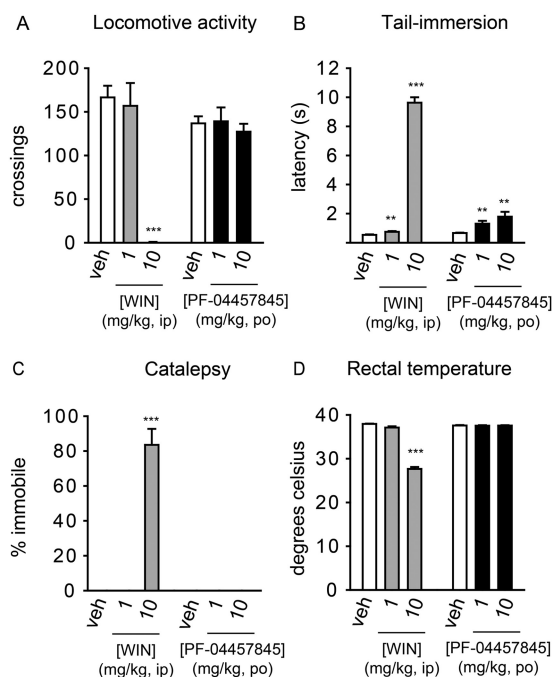 A Locomotive activity
crossings
200
150
100
50
0
***
veh 1 10 veh 1 10
[WIN] [PF-04457845]
(mg/kg, ip) (mg/kg, po)
B Tail-immersion
latency (s)
12
10
8
6
4
2
** *** ** **
veh 1 10 veh 1 10
[WIN] [PF-04457845]
(mg/kg, ip) (mg/kg, po)
C Catalepsy
% immobile
100
80
60
40
20
0
***
veh 1 10 veh 1 10
[WIN] [PF-04457845]
(mg/kg, ip) (mg/kg, po)
D Rectal temperature
degrees celsius
40
30
20
10
0
***
veh 1 10 veh 1 10
[WIN] [PF-04457845]
(mg/kg, ip) (mg/kg, po)